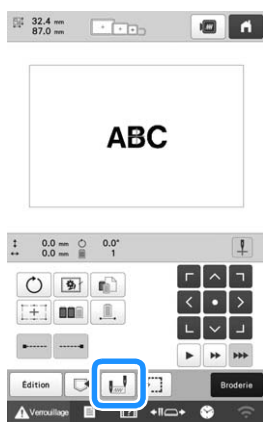 32.4 mm
87.0 mm
ABC
0.0 mm 0.0°
0.0 mm 1
Édition
Broderie
Verrouillage